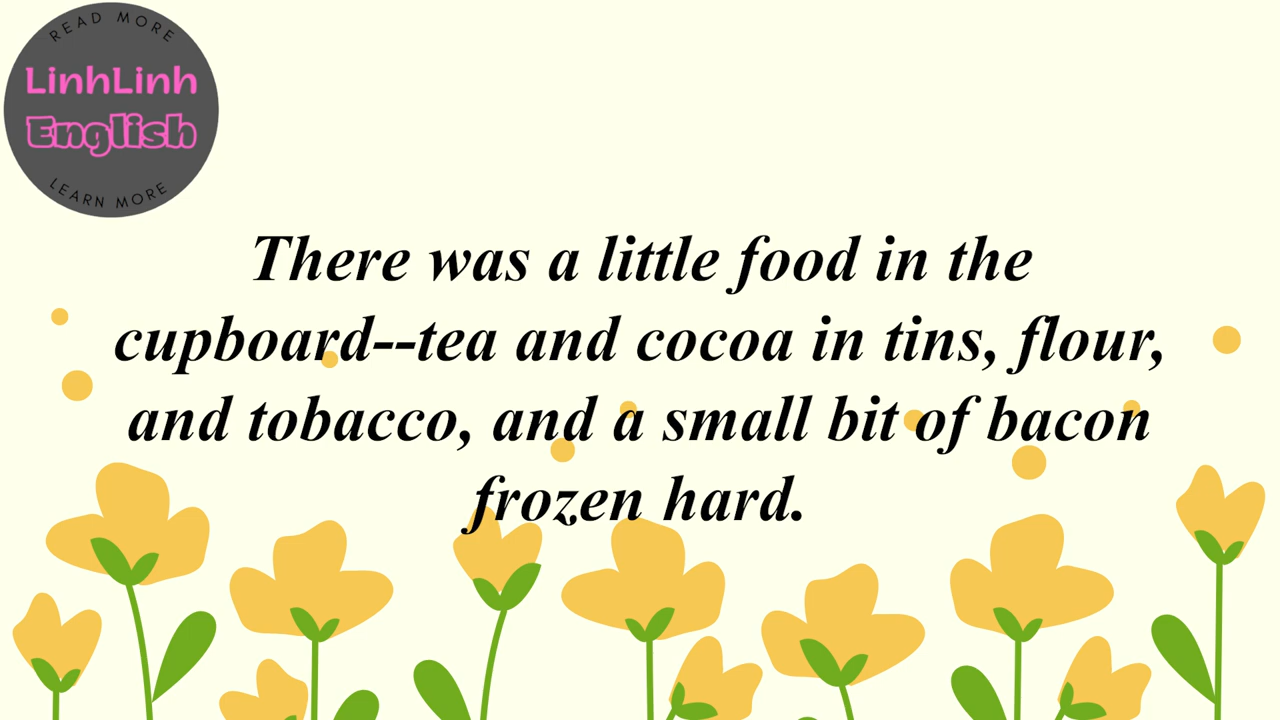 READ MORE
LinhLinh
English
LEARN MORE
There was a little food in the
cupboard--tea and cocoa in tins, flour,
and tobacco, and a small bit of bacon
frozen hard.